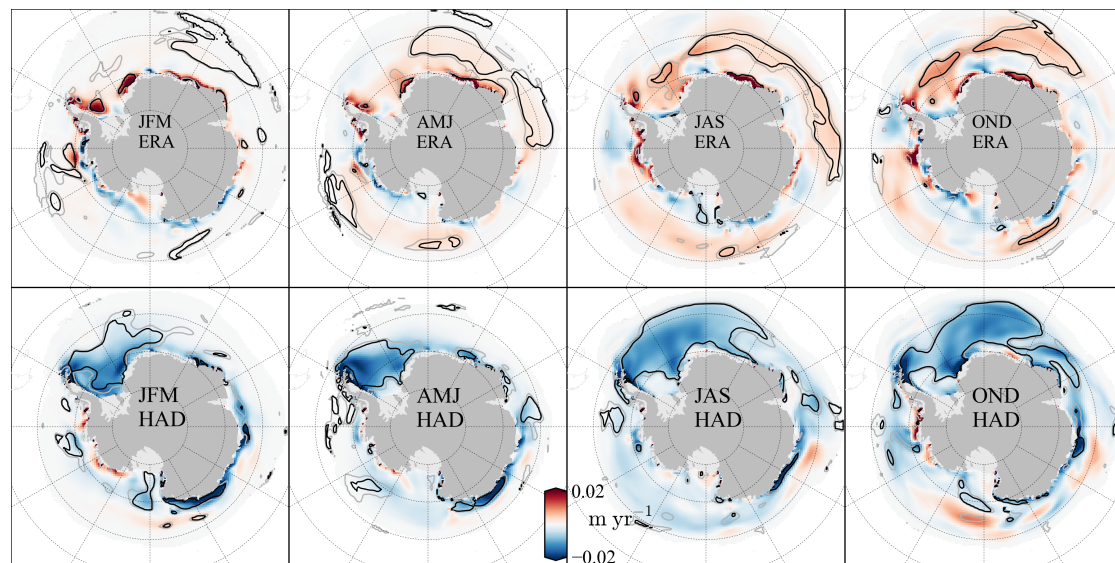 JFM
ERA
AMJ
ERA
JAS
ERA
OND
ERA
JFM
HAD
AMJ
HAD
JAS
HAD
OND
HAD
0.02
m yr⁻¹
−0.02